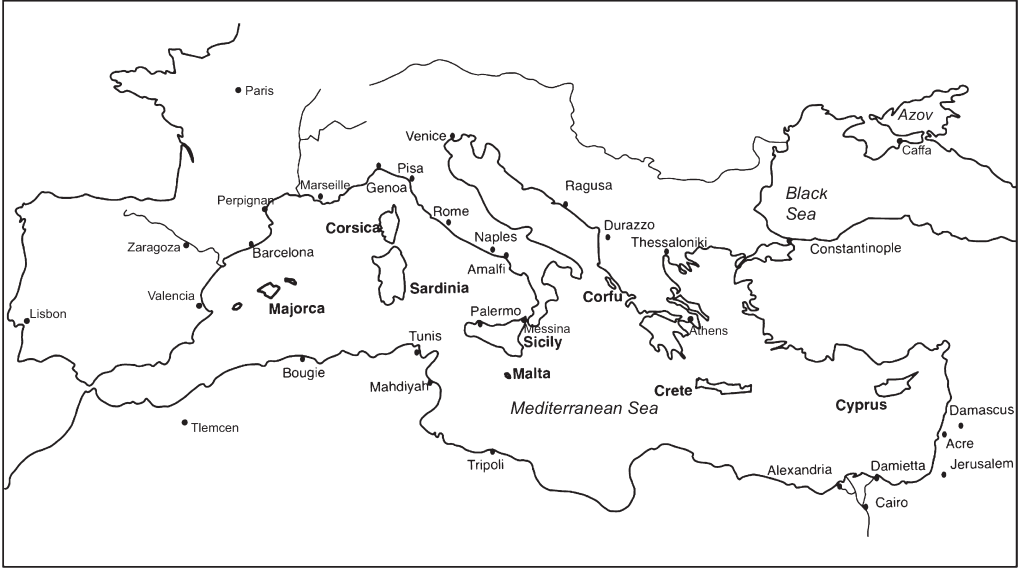 Paris
Azov
Caffa
Venice
Pisa
Genoa
Marseille
Perpignan
Ragusa
Black
Sea
Rome
Corsica
Durazzo
Thessaloniki
Constantinople
Zaragoza
Barcelona
Naples
Amalfi
Sardinia
Corfu
Valencia
Majorca
Lisbon
Palermo
Messina
Sicily
Athens
Tunis
Bougie
Mahdiyah
Malta
Crete
Cyprus
Mediterranean Sea
Damascus
Tlemcen
Acre
Tripoli
Alexandria
Damietta
Jerusalem
Cairo